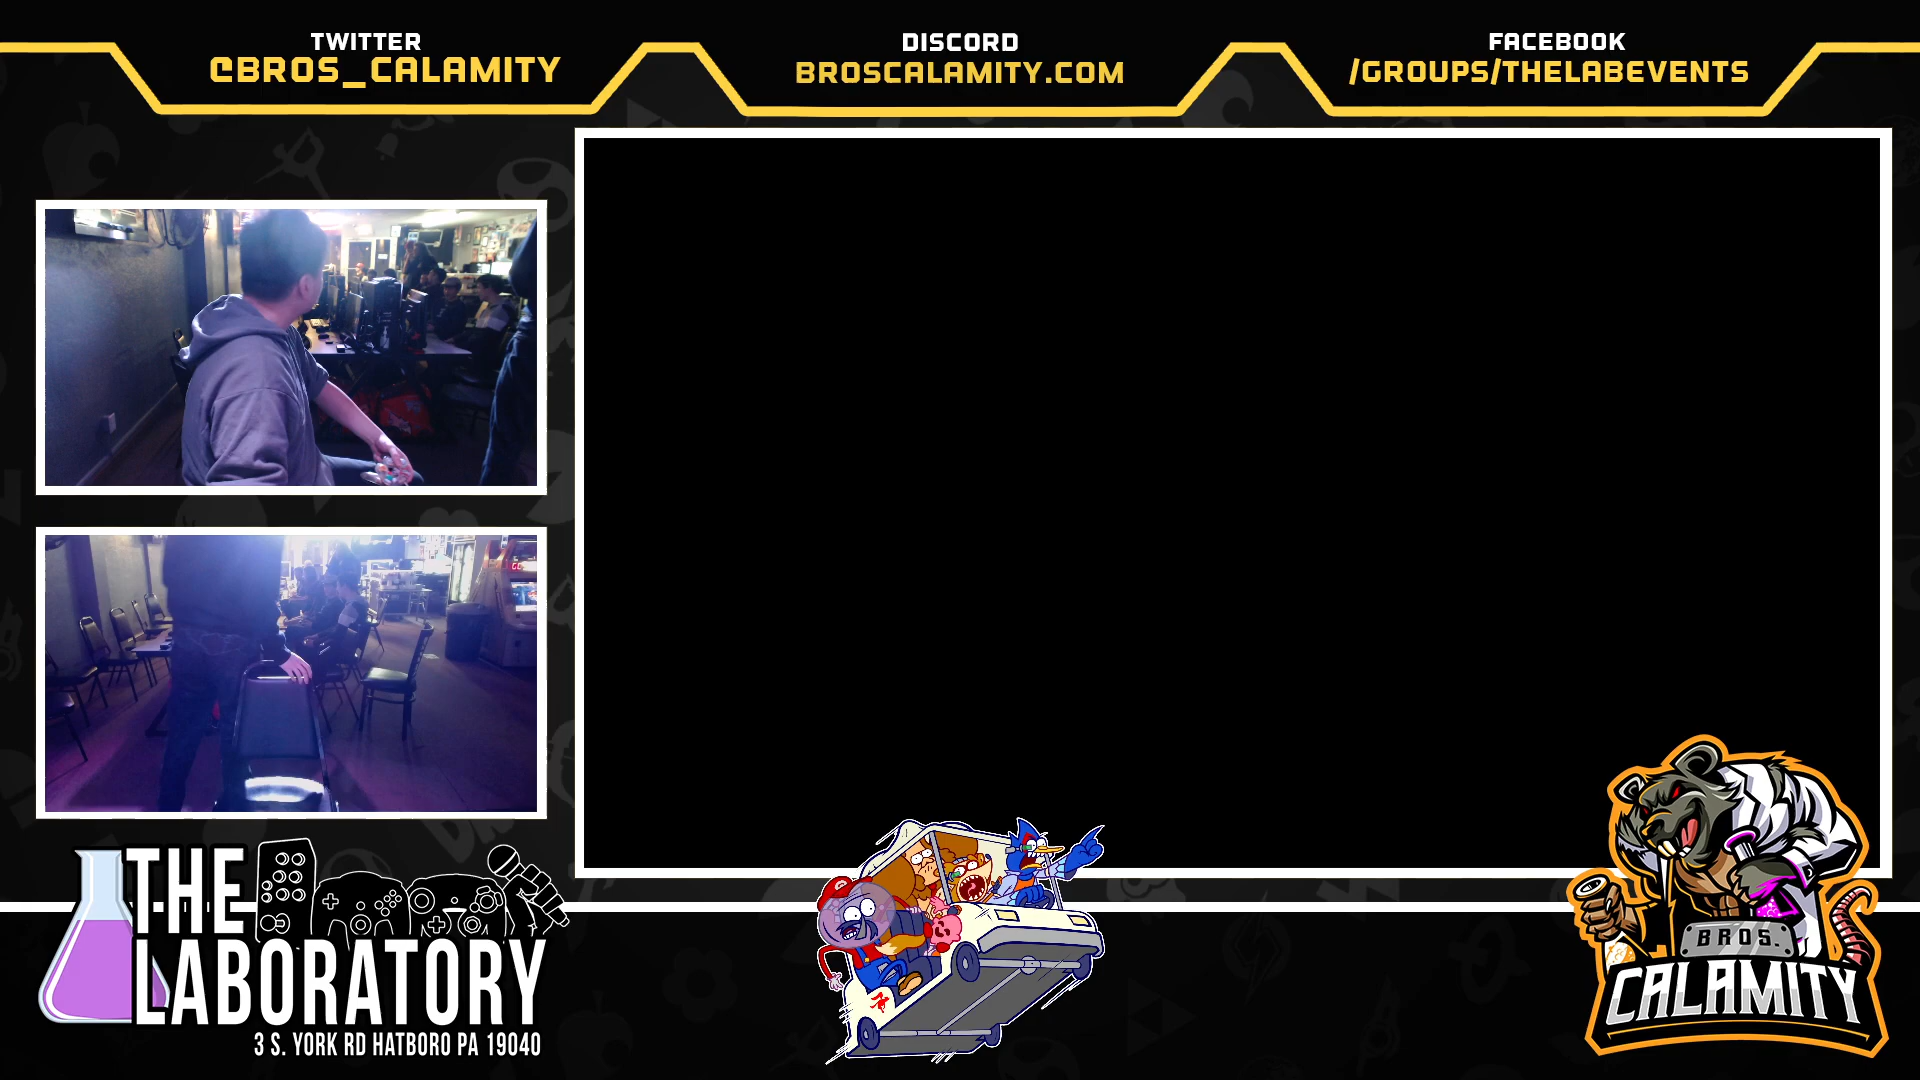 TWITTER
@BROS_CALAMITY
DISCORD
BROSCALAMITY.COM
FACEBOOK
/GROUPS/THELABEVENTS
THE
LABORATORY
3 S. YORK RD HATBORO PA 19040
BROS.
CALAMITY